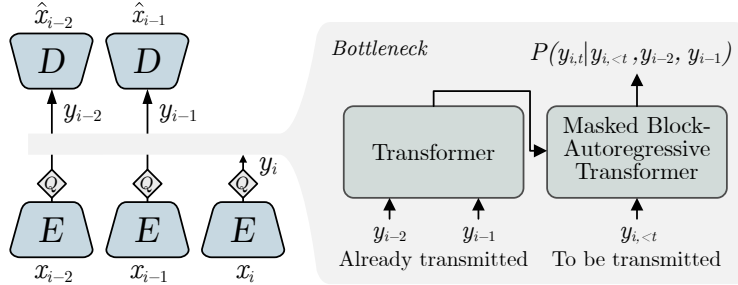 x̂_{i−2} x̂_{i−1}
D D
y_{i−2} y_{i−1}
y_i
Q Q Q
E E E
x_{i−2} x_{i−1} x_i
Bottleneck
P(y_{i,t}|y_{i,<t} ,y_{i−2}, y_{i−1})
Transformer
Masked Block-
Autoregressive
Transformer
y_{i−2} y_{i−1}
Already transmitted
y_{i,<t}
To be transmitted